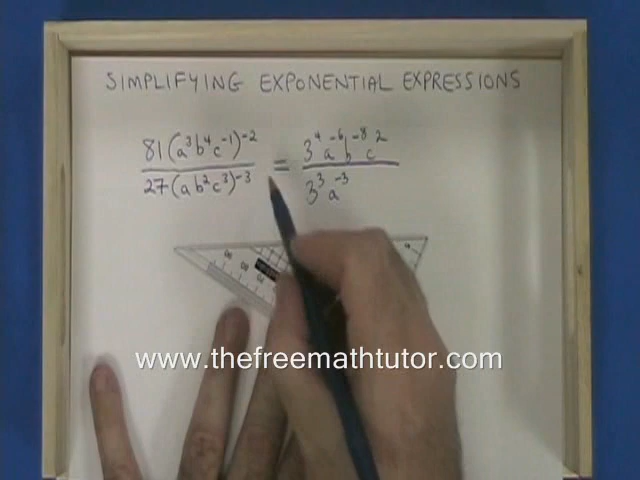 SIMPLIFYING EXPONENTIAL EXPRESSIONS
81(a³b⁴c⁻¹)⁻² / 27(ab²c³)⁻³ = 3⁴a⁻⁶b⁻⁸c² / 3³a⁻³
www.thefreemathtutor.com